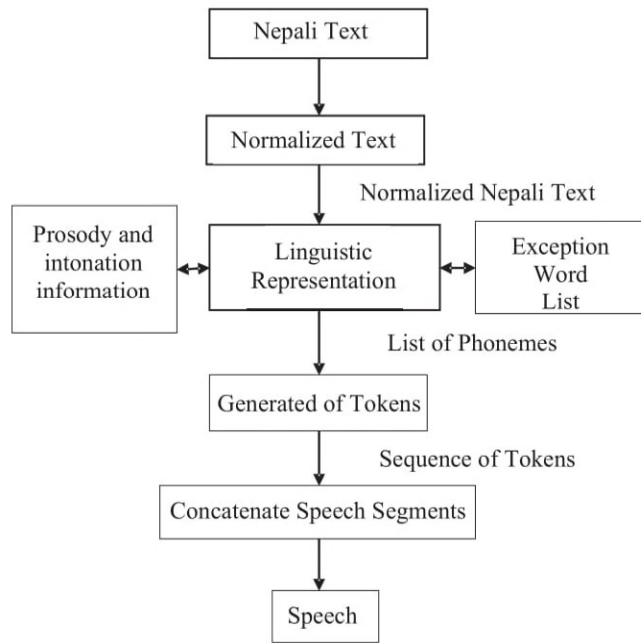 Nepali Text
Normalized Text
Normalized Nepali Text
Prosody and
intonation
information
Linguistic
Representation
Exception
Word
List
List of Phonemes
Generated of Tokens
Sequence of Tokens
Concatenate Speech Segments
Speech